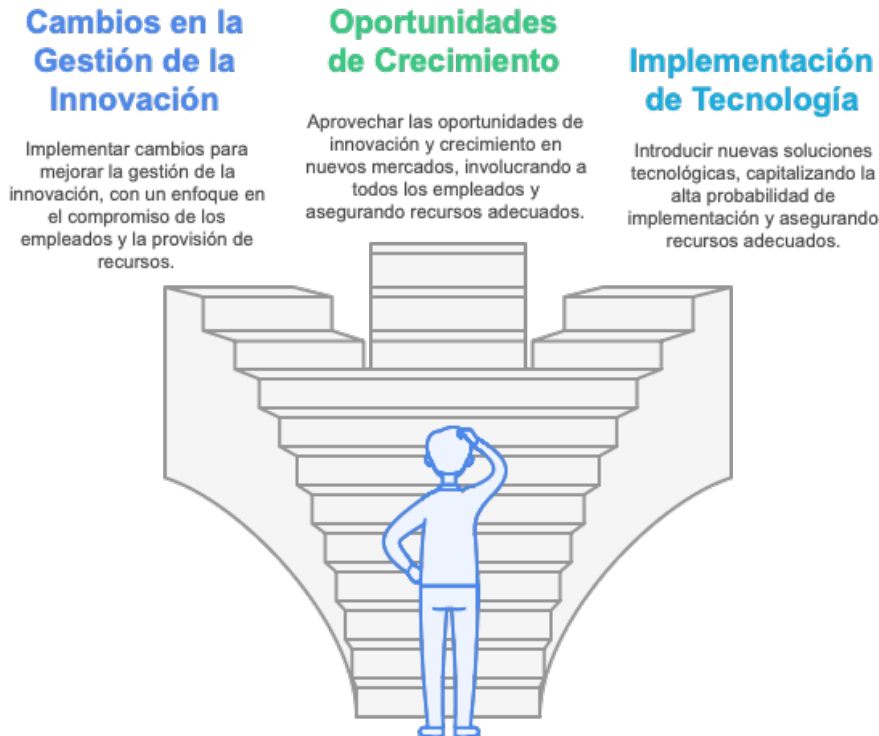 Cambios en la
Gestión de la
Innovación
Implementar cambios para
mejorar la gestión de la
innovación, con un enfoque en
el compromiso de los
empleados y la provisión de
recursos.
Oportunidades
de Crecimiento
Aprovechar las oportunidades de
innovación y crecimiento en
nuevos mercados, involucrando a
todos los empleados y
asegurando recursos adecuados.
Implementación
de Tecnología
Introducir nuevas soluciones
tecnológicas, capitalizando la
alta probabilidad de
implementación y asegurando
recursos adecuados.